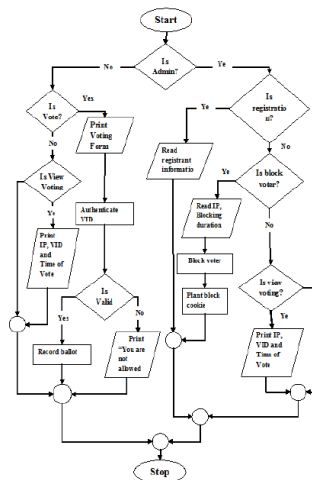 Start
Is
Admin?
No
Ye
Is
Vote?
Yes
No
Print
Voting
Form
Is
registratio
n?
Ye
No
Read
registrant
informatio
Is View
Voting
Ye
Is block
voter?
Ye
No
Authenticate
VID
Read IP,
Blocking
duration
Print
IP, VID
and
Time of
Vote
Block voter
Is
Valid
Yes
No
Plant block
cookie
Is view
voting?
Ye
Record ballot
Print
"You are
not
allowed
Print IP,
VID and
Time of
Vote
Stop